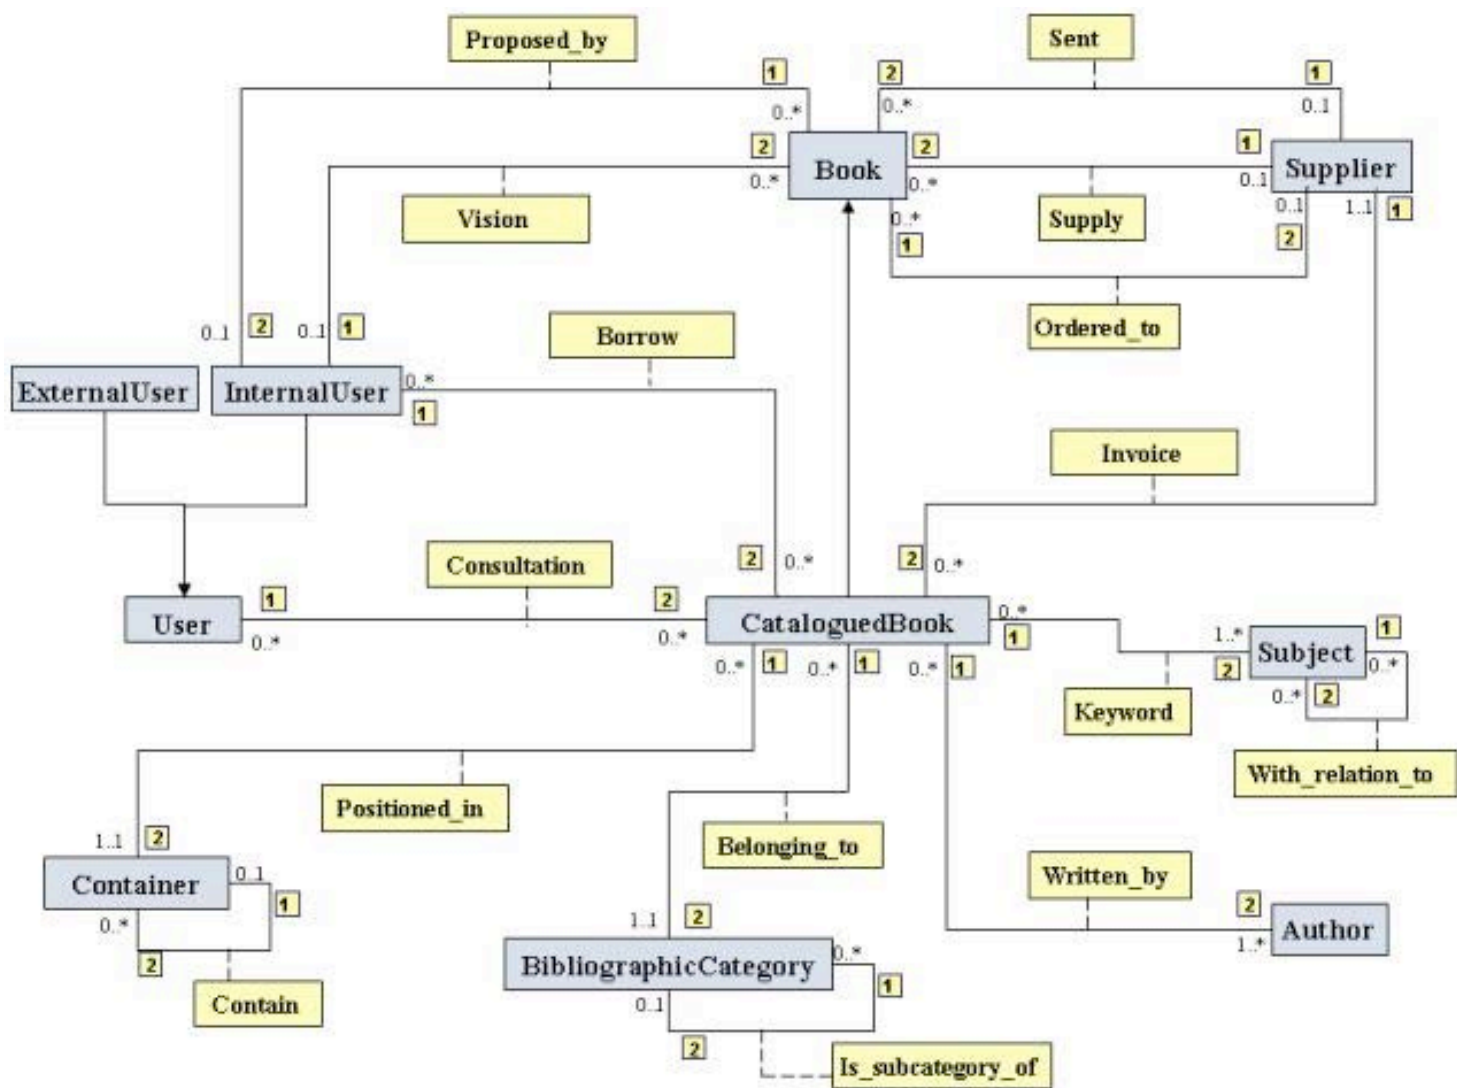 Proposed_by
Sent
1
2
1
0..*
0..*
0..1
2
Book
2
1
Supplier
0..*
0..*
0..1
0..1
1..1
Vision
0..*
Supply
1
1
2
0..1
2
0..1
1
Borrow
Ordered_to
ExternalUser
InternalUser
0..*
1
Invoice
Consultation
2
0..*
2
0..*
1
2
User
0..*
0..*
CataloguedBook
0..*
1
1..*
Subject
1
0..*
1
0..*
1
0..*
1
2
0..*
2
0..*
Keyword
With_relation_to
Positioned_in
1..1
2
Belonging_to
Container
0..1
1
Written_by
0..*
2
1..1
2
2
1..*
Author
BibliographicCategory
0..*
1
Contain
0..1
2
Is_subcategory_of